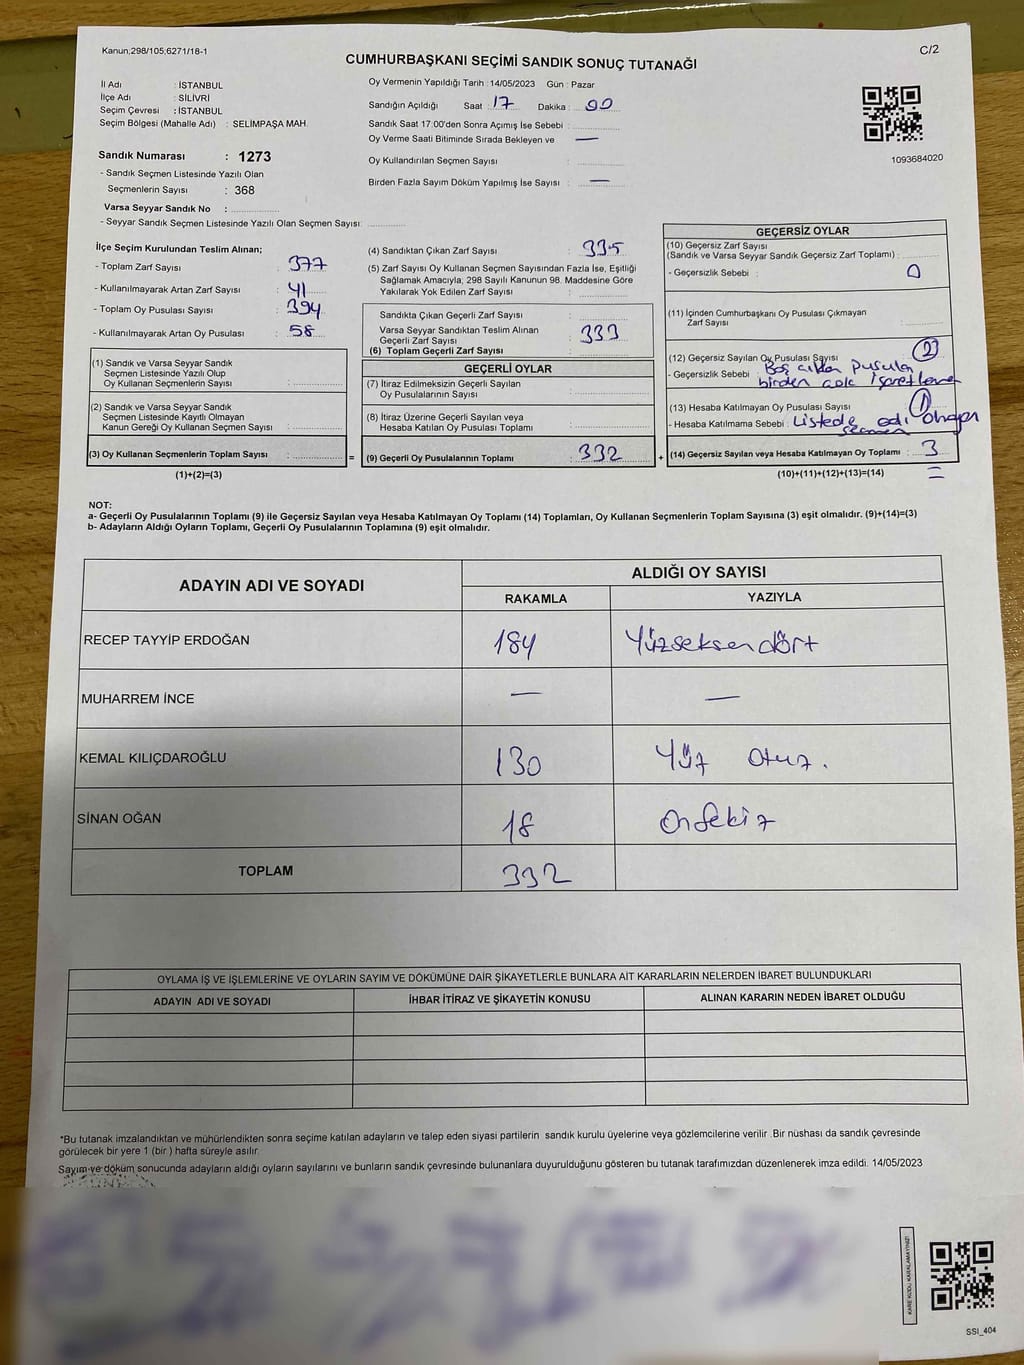 Kanun,298/105,6271/18-1
C/2
CUMHURBAŞKANI SEÇİMİ SANDIK SONUÇ TUTANAĞI
İl Adı : İSTANBUL
İlçe Adı : SİLİVRİ
Seçim Çevresi : İSTANBUL
Seçim Bölgesi (Mahalle Adı) : SELİMPAŞA MAH.
Sandık Numarası : 1273
- Sandık Seçmen Listesinde Yazılı Olan
Seçmenlerin Sayısı : 368
Varsa Seyyar Sandık No :
- Seyyar Sandık Seçmen Listesinde Yazılı Olan Seçmen Sayısı:
Oy Vermenin Yapıldığı Tarih : 14/05/2023 Gün : Pazar
Sandığın Açıldığı Saat : 17 Dakika : 00
Sandık Saat 17:00'den Sonra Açımış İse Sebebi :
Oy Verme Saati Bitiminde Sırada Bekleyen ve —
Oy Kullandırılan Seçmen Sayısı :
Birden Fazla Sayım Döküm Yapılmış İse Sayısı : —
1093684020
İlçe Seçim Kurulundan Teslim Alınan;
- Toplam Zarf Sayısı : 377
- Kullanılmayarak Artan Zarf Sayısı : 41
- Toplam Oy Pusulası Sayısı : 394
- Kullanılmayarak Artan Oy Pusulası : 58
(1) Sandık ve Varsa Seyyar Sandık
Seçmen Listesinde Yazılı Olup
Oy Kullanan Seçmenlerin Sayısı :
(2) Sandık ve Varsa Seyyar Sandık
Seçmen Listesinde Kayıtlı Olmayan
Kanun Gereği Oy Kullanan Seçmen Sayısı :
(3) Oy Kullanan Seçmenlerin Toplam Sayısı :
(1)+(2)=(3)
=
(4) Sandıktan Çıkan Zarf Sayısı : 335
(5) Zarf Sayısı Oy Kullanan Seçmen Sayısından Fazla İse, Eşitliği
Sağlamak Amacıyla, 298 Sayılı Kanunun 98. Maddesine Göre
Yakılarak Yok Edilen Zarf Sayısı :
Sandıkta Çıkan Geçerli Zarf Sayısı :
Varsa Seyyar Sandıktan Teslim Alınan
Geçerli Zarf Sayısı : 333
(6) Toplam Geçerli Zarf Sayısı :
GEÇERLİ OYLAR
(7) İtiraz Edilmeksizin Geçerli Sayılan
Oy Pusulalarının Sayısı :
(8) İtiraz Üzerine Geçerli Sayılan veya
Hesaba Katılan Oy Pusulası Toplamı :
(9) Geçerli Oy Pusulalarının Toplamı : 332
+
GEÇERSİZ OYLAR
(10) Geçersiz Zarf Sayısı
(Sandık ve Varsa Seyyar Sandık Geçersiz Zarf Toplamı) :
- Geçersizlik Sebebi : 0
(11) İçinden Cumhurbaşkanı Oy Pusulası Çıkmayan
Zarf Sayısı :
(12) Geçersiz Sayılan Oy Pusulası Sayısı : 2
- Geçersizlik Sebebi : Boş çıkan pusulan
birden çok işaretleme
(13) Hesaba Katılmayan Oy Pusulası Sayısı : 1
- Hesaba Katılmama Sebebi : Listede adı olmayan
seçmen
(14) Geçersiz Sayılan veya Hesaba Katılmayan Oy Toplamı : 3
(10)+(11)+(12)+(13)=(14)
NOT:
a- Geçerli Oy Pusulalarının Toplamı (9) ile Geçersiz Sayılan veya Hesaba Katılmayan Oy Toplamı (14) Toplamları, Oy Kullanan Seçmenlerin Toplam Sayısına (3) eşit olmalıdır. (9)+(14)=(3)
b- Adayların Aldığı Oyların Toplamı, Geçerli Oy Pusulalarının Toplamına (9) eşit olmalıdır.
ADAYIN ADI VE SOYADI
ALDIĞI OY SAYISI
RAKAMLA YAZIYLA
RECEP TAYYİP ERDOĞAN 184 Yüzseksendört
MUHARREM İNCE — —
KEMAL KILIÇDAROĞLU 130 Yüz otuz.
SİNAN OĞAN 18 Onsekiz
TOPLAM 332
OYLAMA İŞ VE İŞLEMLERİNE VE OYLARIN SAYIM VE DÖKÜMÜNE DAİR ŞİKAYETLERLE BUNLARA AİT KARARLARIN NELERDEN İBARET BULUNDUKLARI
ADAYIN ADI VE SOYADI İHBAR İTİRAZ VE ŞİKAYETİN KONUSU ALINAN KARARIN NEDEN İBARET OLDUĞU
*Bu tutanak imzalandıktan ve mühürlendikten sonra seçime katılan adayların ve talep eden siyasi partilerin sandık kurulu üyelerine veya gözlemcilerine verilir .Bir nüshası da sandık çevresinde
görülecek bir yere 1 (bir ) hafta süreyle asılır.
Sayım ve döküm sonucunda adayların aldığı oyların sayılarını ve bunların sandık çevresinde bulunanlara duyurulduğunu gösteren bu tutanak tarafımızdan düzenlenerek imza edildi. 14/05/2023
KARE KODU KARALAMAYINIZ!
SSI_404